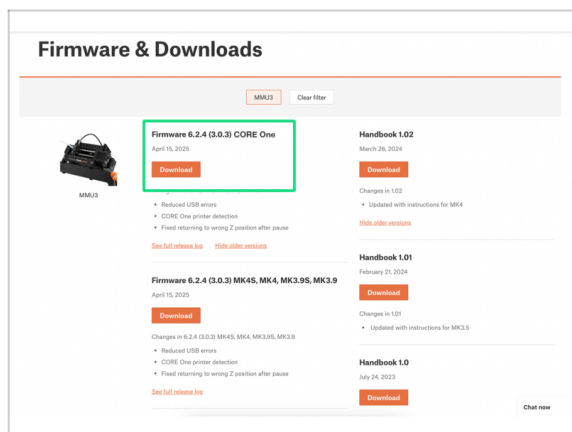 Firmware & Downloads
MMU3
Clear filter
MMU3
Firmware 6.2.4 (3.0.3) CORE One
April 15, 2025
Download
Reduced USB errors
CORE One printer detection
Fixed returning to wrong Z position after pause
See full release log
Hide older versions
Firmware 6.2.4 (3.0.3) MK4S, MK4, MK3.9S, MK3.9
April 15, 2025
Download
Changes in 6.2.4 (3.0.3) MK4S, MK4, MK3.9S, MK3.9
Reduced USB errors
CORE One printer detection
Fixed returning to wrong Z position after pause
See full release log
Handbook 1.02
March 26, 2024
Download
Changes in 1.02
Updated with instructions for MK4
Hide older versions
Handbook 1.01
February 21, 2024
Download
Changes in 1.01
Updated with instructions for MK3.5
Handbook 1.0
July 24, 2023
Download
Chat now